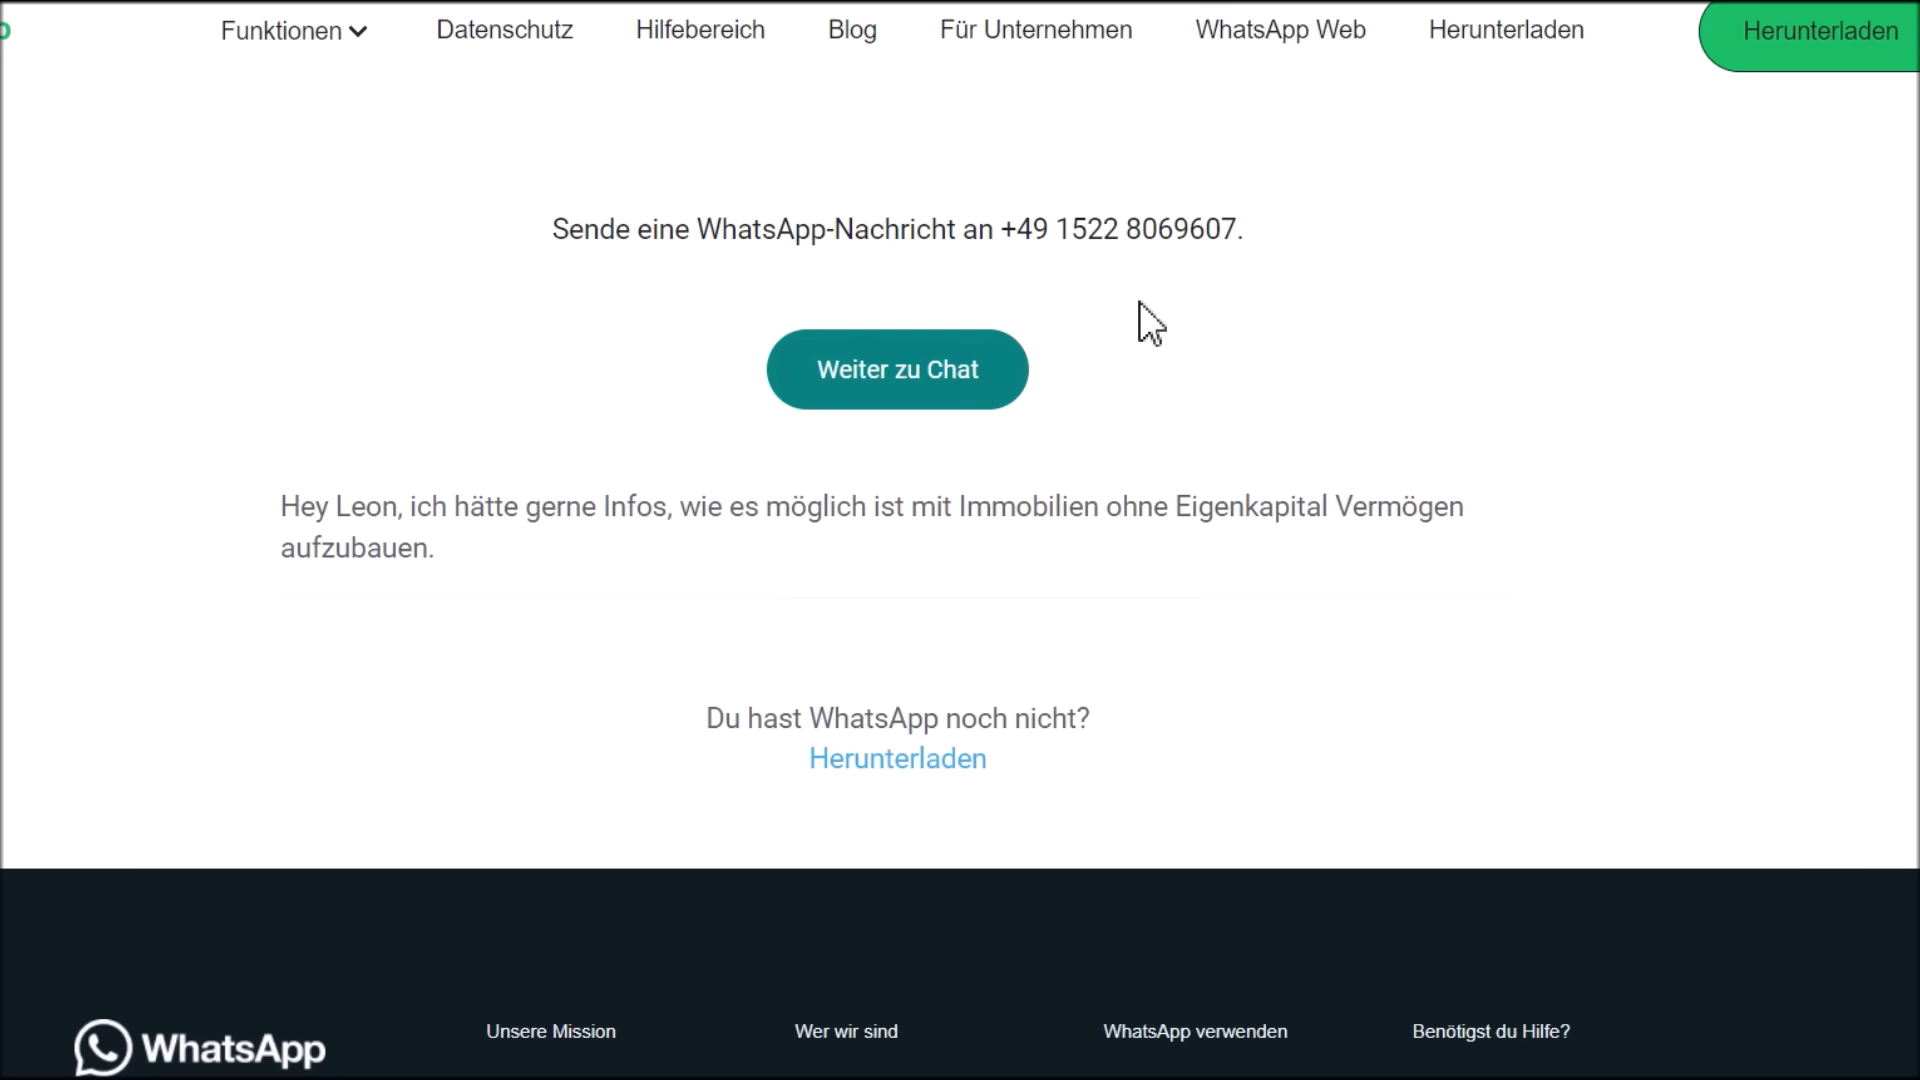 Funktionen
Datenschutz
Hilfebereich
Blog
Für Unternehmen
WhatsApp Web
Herunterladen
Herunterladen
Sende eine WhatsApp-Nachricht an +49 1522 8069607.
Weiter zu Chat
Hey Leon, ich hätte gerne Infos, wie es möglich ist mit Immobilien ohne Eigenkapital Vermögen
aufzubauen.
Du hast WhatsApp noch nicht?
Herunterladen
WhatsApp
Unsere Mission
Wer wir sind
WhatsApp verwenden
Benötigst du Hilfe?